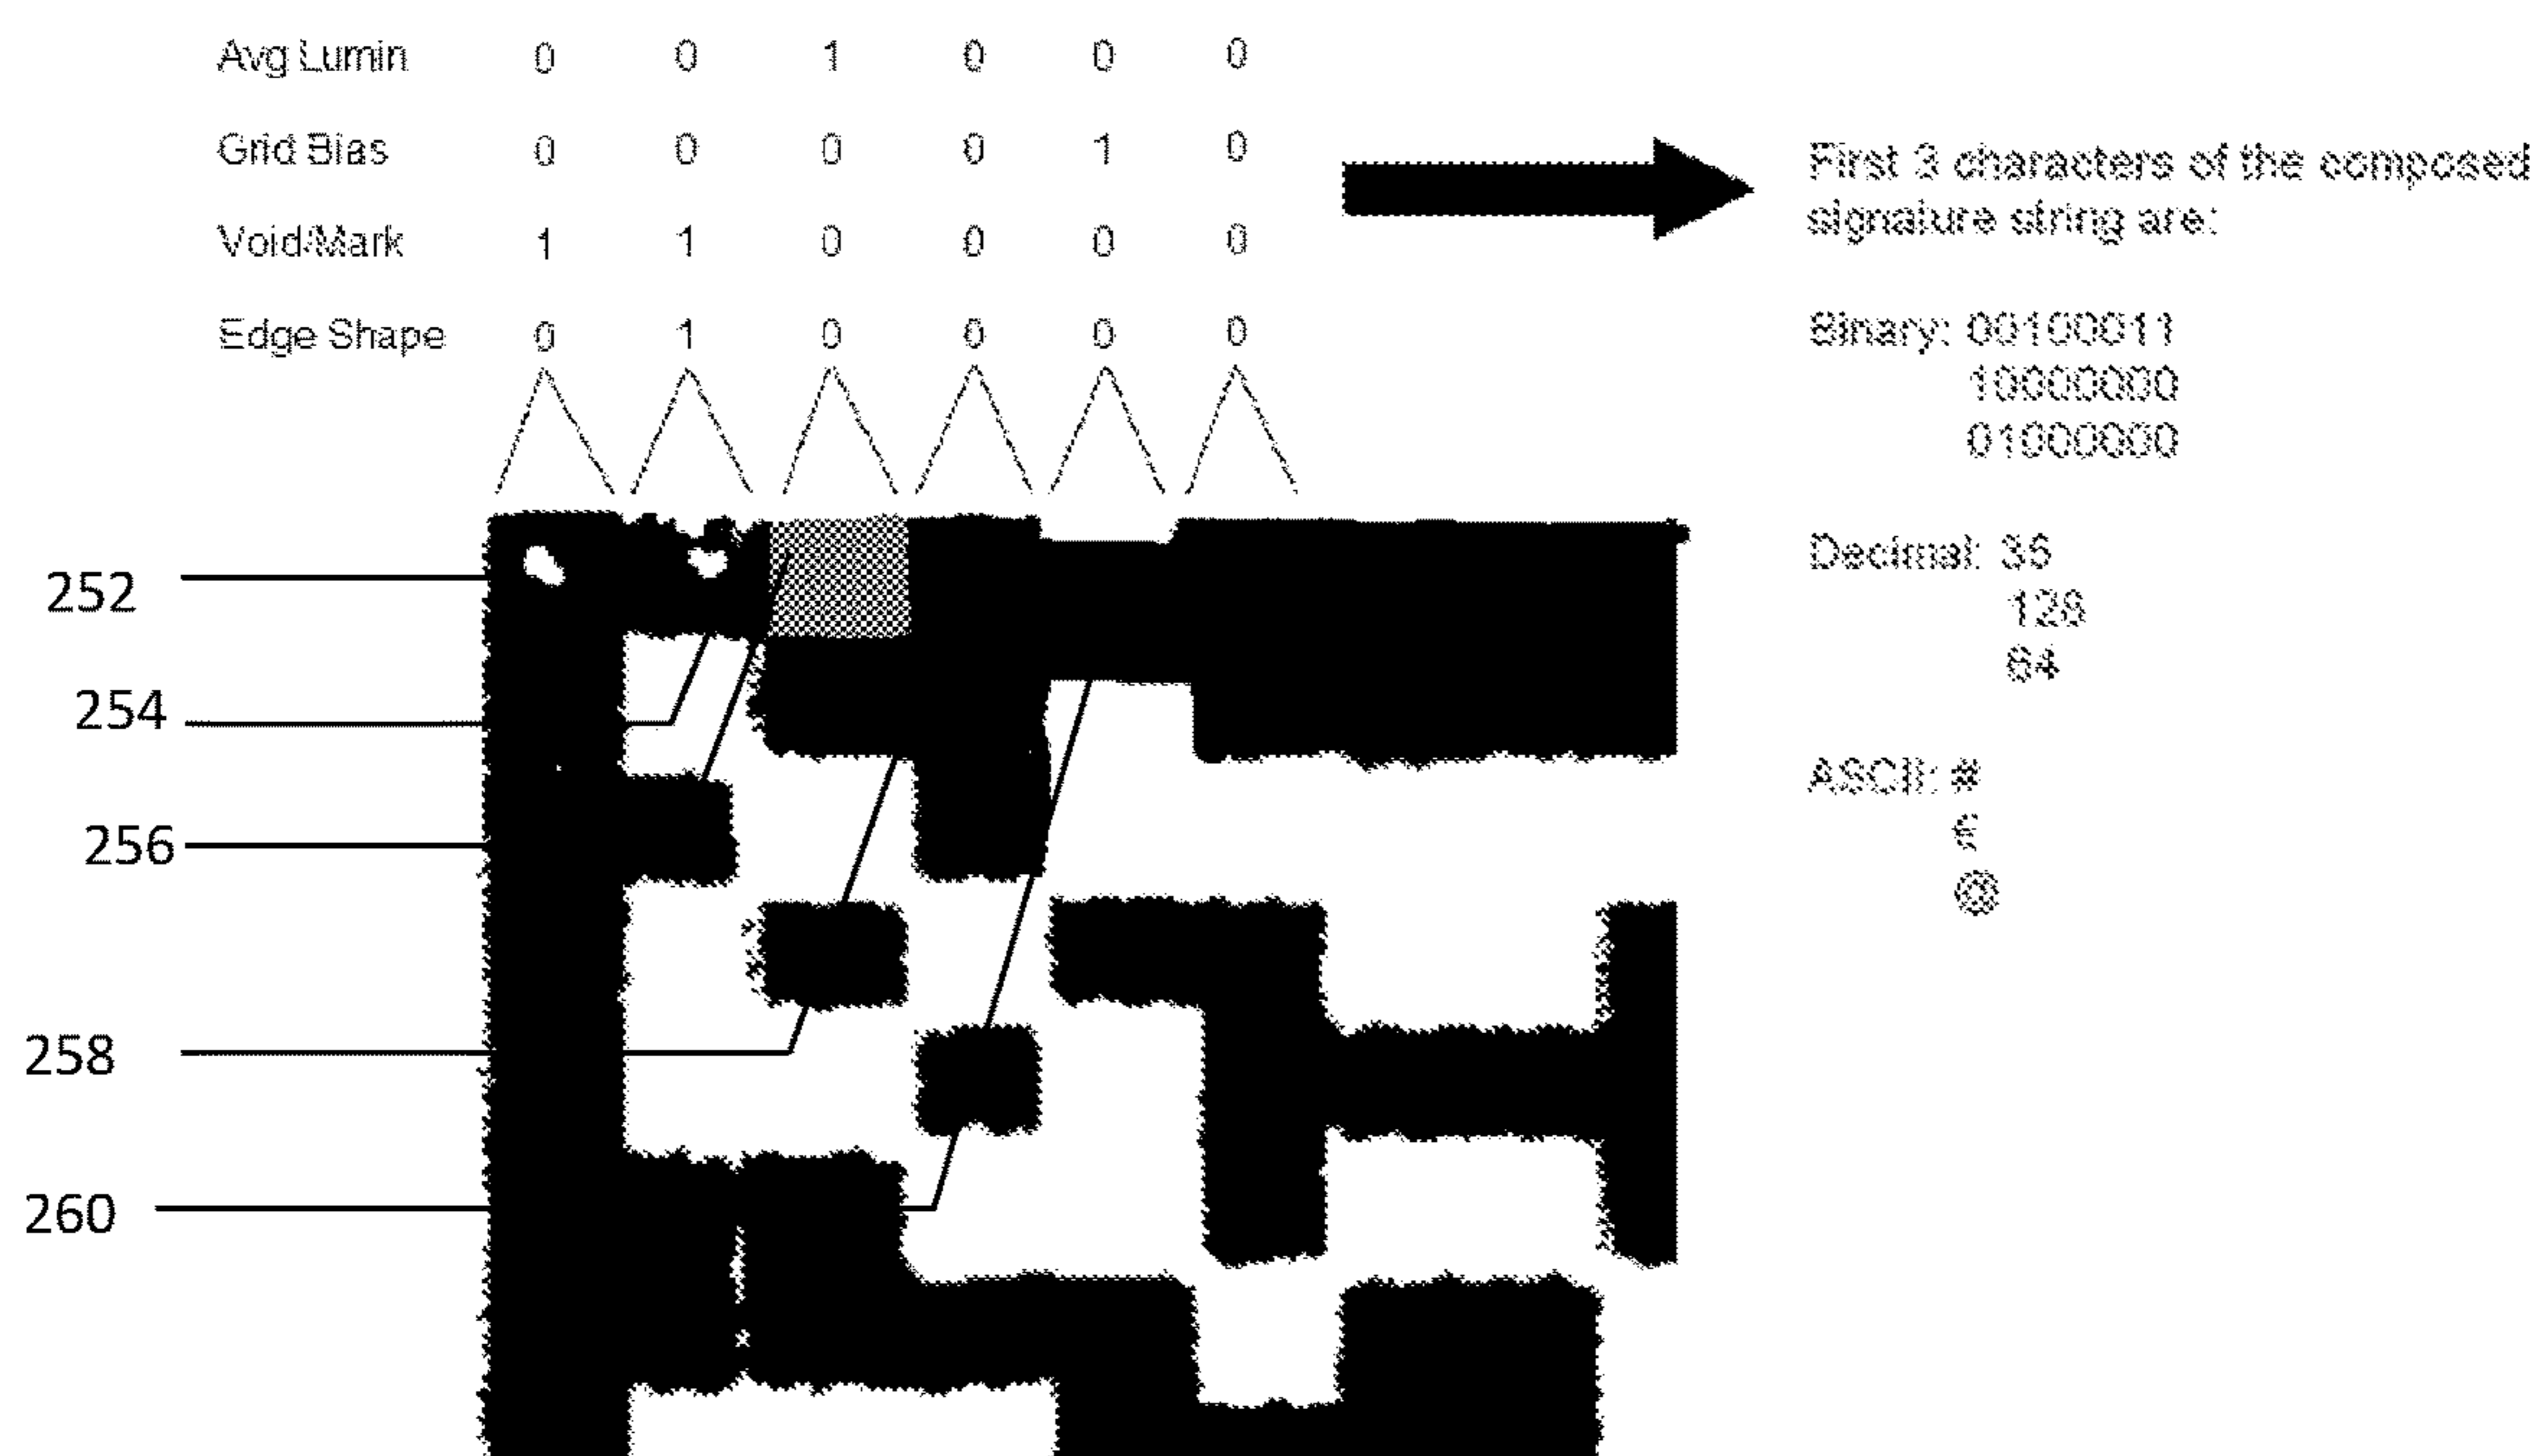 Avg Lumin 0 0 1 0 0 0
Grid Bias 0 0 0 0 1 0
Void/Mark 1 1 0 0 0 0
Edge Shape 0 1 0 0 0 0
First 3 characters of the composed
signature string are:
Binary: 00100011
10000000
01000000
Decimal: 35
128
64
ASCII: #
€
@
252
254
256
258
260